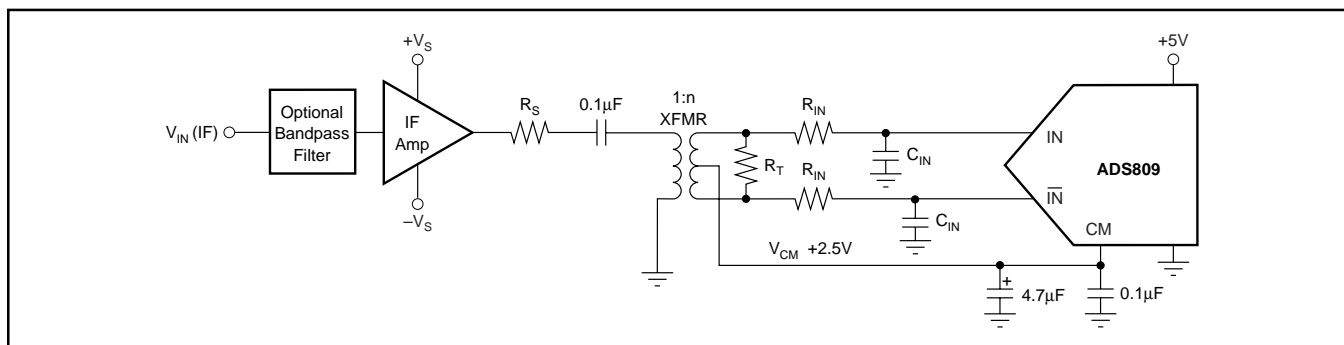 +V_S
+5V
1:n
XFMR
R_S
0.1µF
R_IN
V_IN (IF)
Optional
Bandpass
Filter
IF
Amp
IN
C_IN
R_T
R_IN
ADS809
I̅N̅
–V_S
C_IN
CM
V_CM +2.5V
+
4.7µF
0.1µF